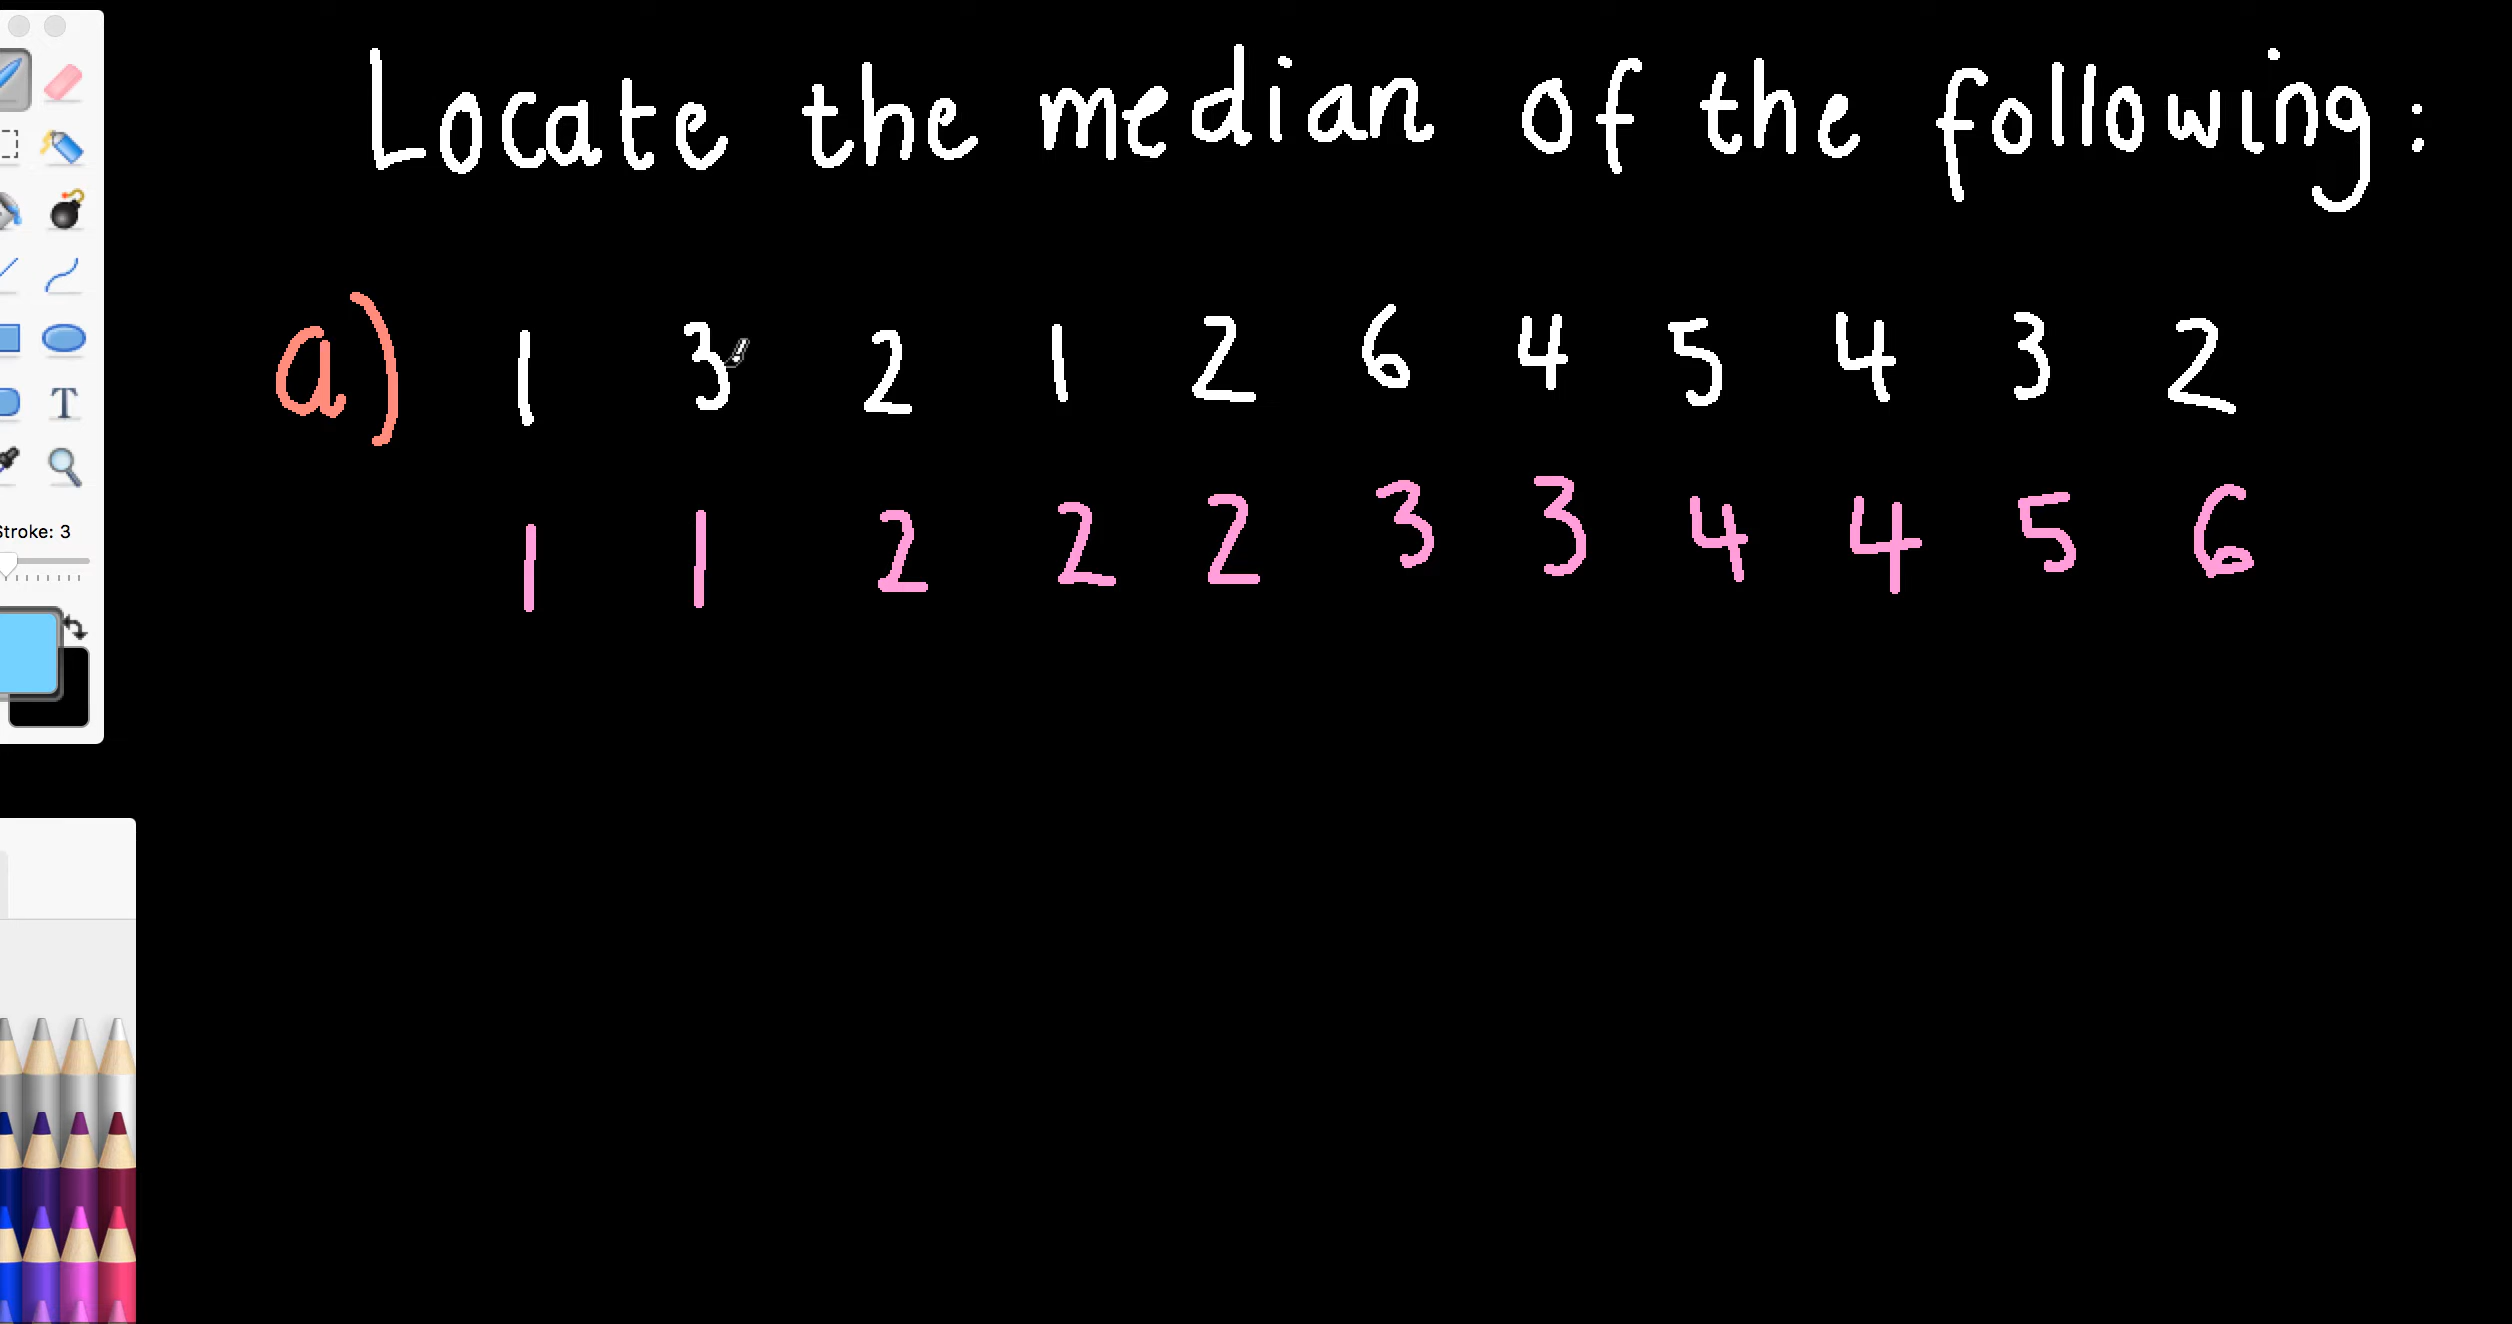 Locate the median of the following:
a) 1 3 2 1 2 6 4 5 4 3 2
1 1 2 2 2 3 3 4 4 5 6
T
Stroke: 3